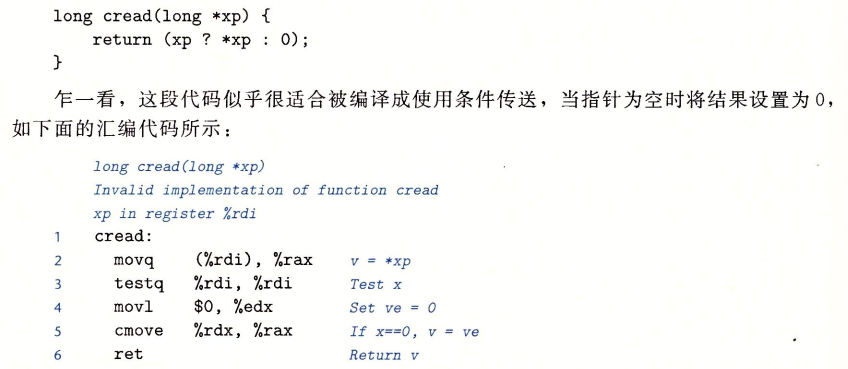 long cread(long *xp) {
    return (xp ? *xp : 0);
}
乍一看，这段代码似乎很适合被编译成使用条件传送，当指针为空时将结果设置为0，
如下面的汇编代码所示：
long cread(long *xp)
Invalid implementation of function cread
xp in register %rdi
1 cread:
2 movq (%rdi), %rax v = *xp
3 testq %rdi, %rdi Test x
4 movl $0, %edx Set ve = 0
5 cmove %rdx, %rax If x==0, v = ve
6 ret Return v